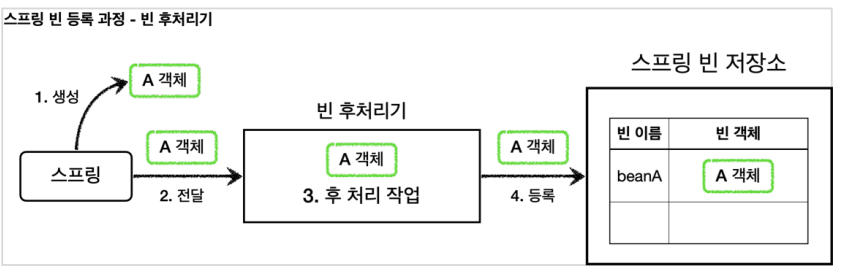 스프링 빈 등록 과정 - 빈 후처리기
스프링 빈 저장소
A 객체
1. 생성
빈 후처리기
A 객체
A 객체
A 객체
스프링
2. 전달
3. 후 처리 작업
4. 등록
빈 이름 빈 객체
beanA A 객체